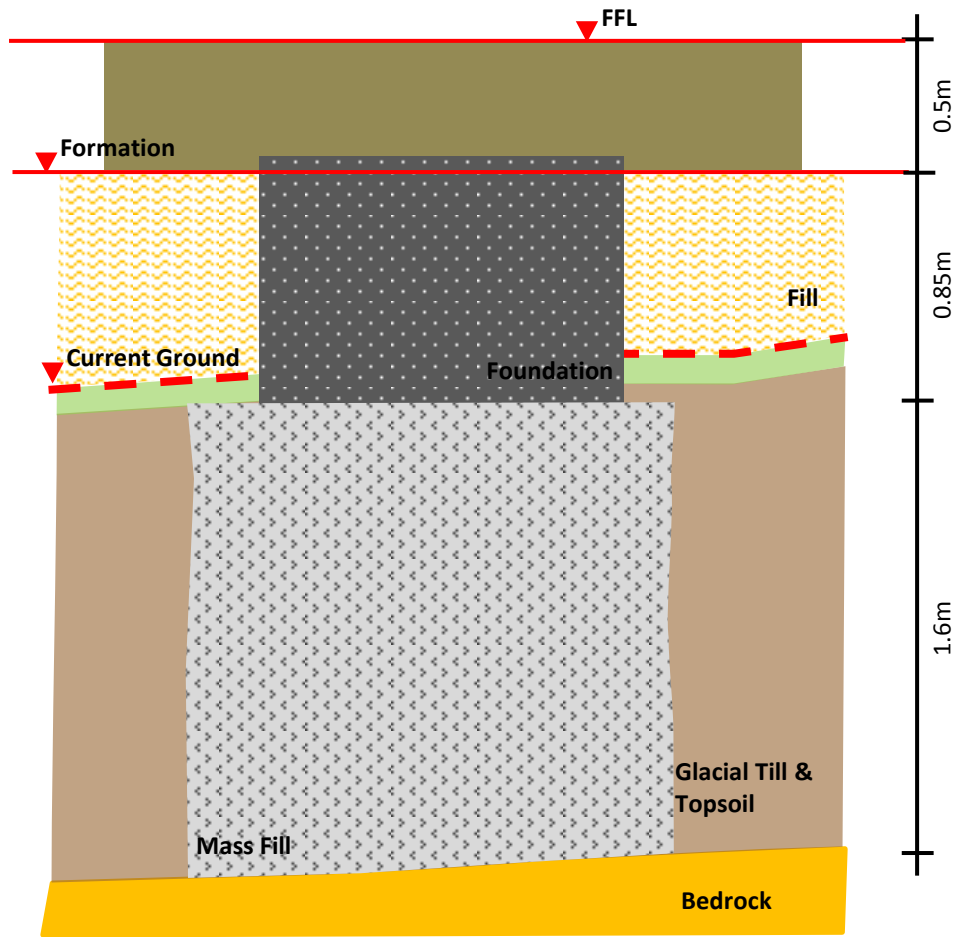 FFL
0.5m
Formation
0.85m
Fill
Current Ground
Foundation
1.6m
Glacial Till &
Topsoil
Mass Fill
Bedrock